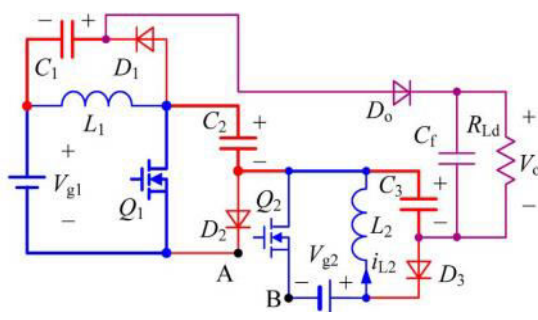 − +
C1 D1
L1
Do
+
Vg1
−
Q1
C2
+
−
Cf
RLd
+
Vo
−
Q2
C3
+
−
D2
L2
Vg2
iL2
D3
A
B
− +